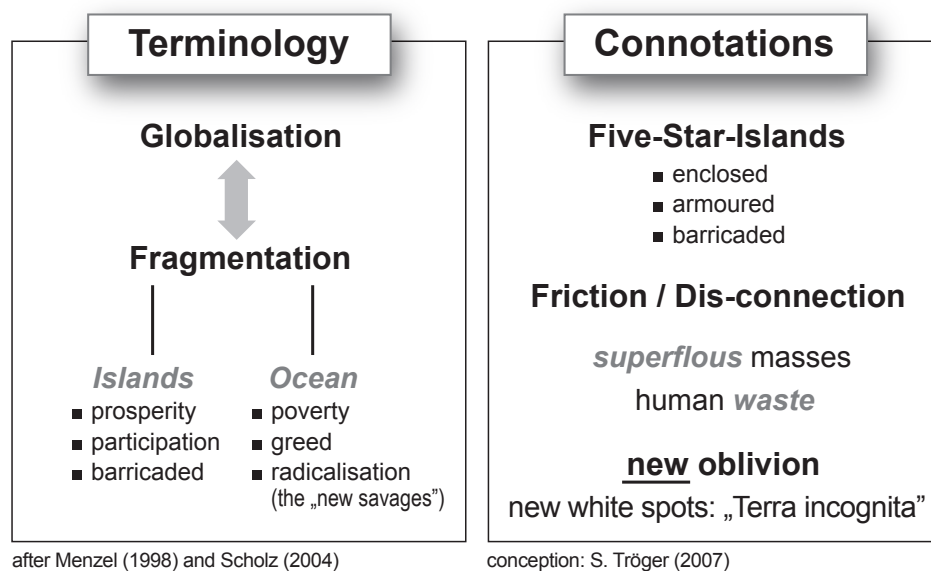 Terminology
Globalisation
Fragmentation
Islands
■ prosperity
■ participation
■ barricaded
Ocean
■ poverty
■ greed
■ radicalisation
(the „new savages”)
after Menzel (1998) and Scholz (2004)
Connotations
Five-Star-Islands
■ enclosed
■ armoured
■ barricaded
Friction / Dis-connection
superflous masses
human waste
new oblivion
new white spots: „Terra incognita”
conception: S. Tröger (2007)